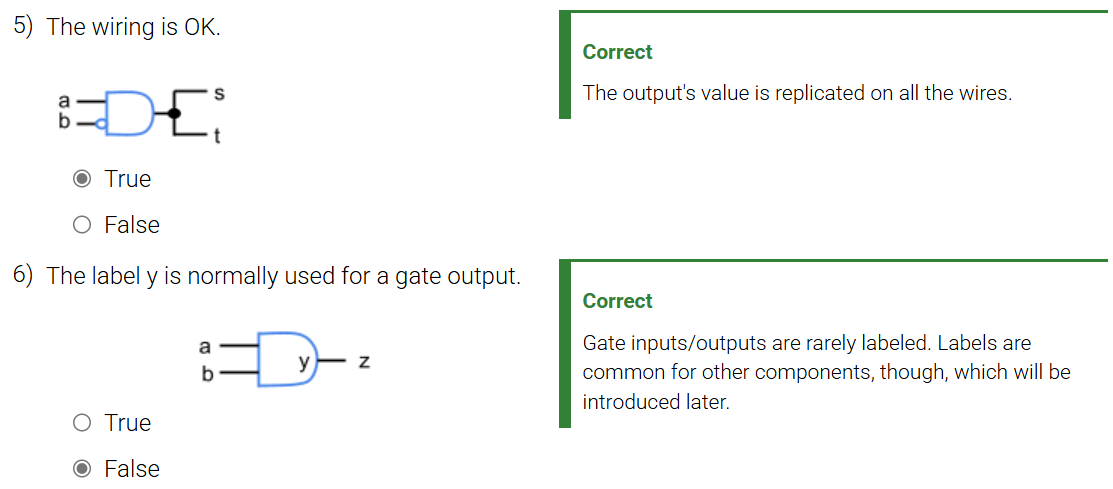 5) The wiring is OK.
a
b
s
t
True
False
Correct
The output's value is replicated on all the wires.
6) The label y is normally used for a gate output.
a
b
y
z
True
False
Correct
Gate inputs/outputs are rarely labeled. Labels are
common for other components, though, which will be
introduced later.